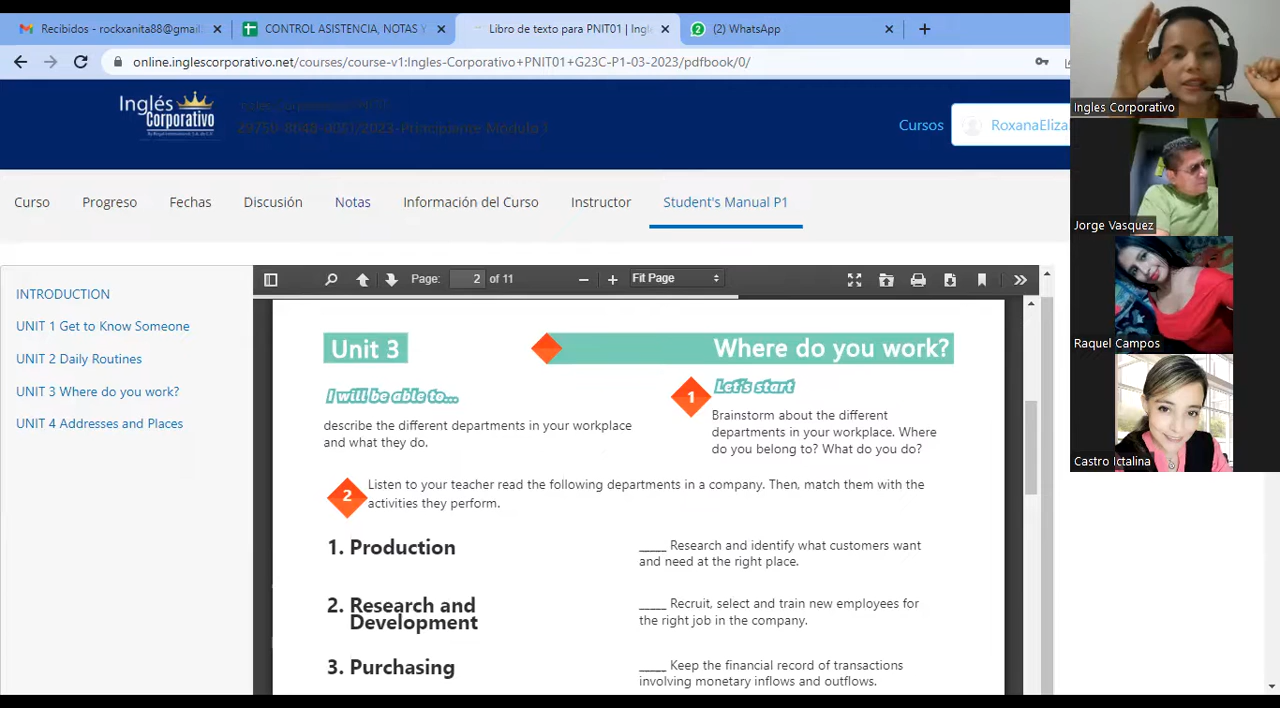 Recibidos - rockxanita88@gmail
CONTROL ASISTENCIA, NOTAS Y
Libro de texto para PNIT01 | Ingl
(2) WhatsApp
online.inglescorporativo.net/courses/course-v1:Ingles-Corporativo+PNIT01+G23C-P1-03-2023/pdfbook/0/
Inglés
Corporativo
Cursos
RoxanaEliza
Curso
Progreso
Fechas
Discusión
Notas
Información del Curso
Instructor
Student's Manual P1
INTRODUCTION
UNIT 1 Get to Know Someone
UNIT 2 Daily Routines
UNIT 3 Where do you work?
UNIT 4 Addresses and Places
Page: 2 of 11
Fit Page
Unit 3
Where do you work?
I will be able to...
describe the different departments in your workplace
and what they do.
1
Let's start
Brainstorm about the different
departments in your workplace. Where
do you belong to? What do you do?
2
Listen to your teacher read the following departments in a company. Then, match them with the
activities they perform.
1. Production
_____ Research and identify what customers want
and need at the right place.
2. Research and
Development
_____ Recruit, select and train new employees for
the right job in the company.
3. Purchasing
_____ Keep the financial record of transactions
involving monetary inflows and outflows.
Ingles Corporativo
Jorge Vasquez
Raquel Campos
Castro Ictalina